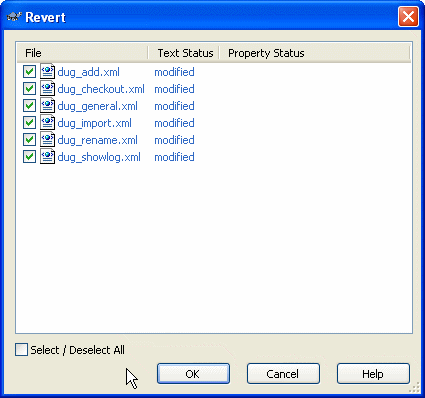 Revert
File Text Status Property Status
dug_add.xml modified
dug_checkout.xml modified
dug_general.xml modified
dug_import.xml modified
dug_rename.xml modified
dug_showlog.xml modified
Select / Deselect All
OK Cancel Help